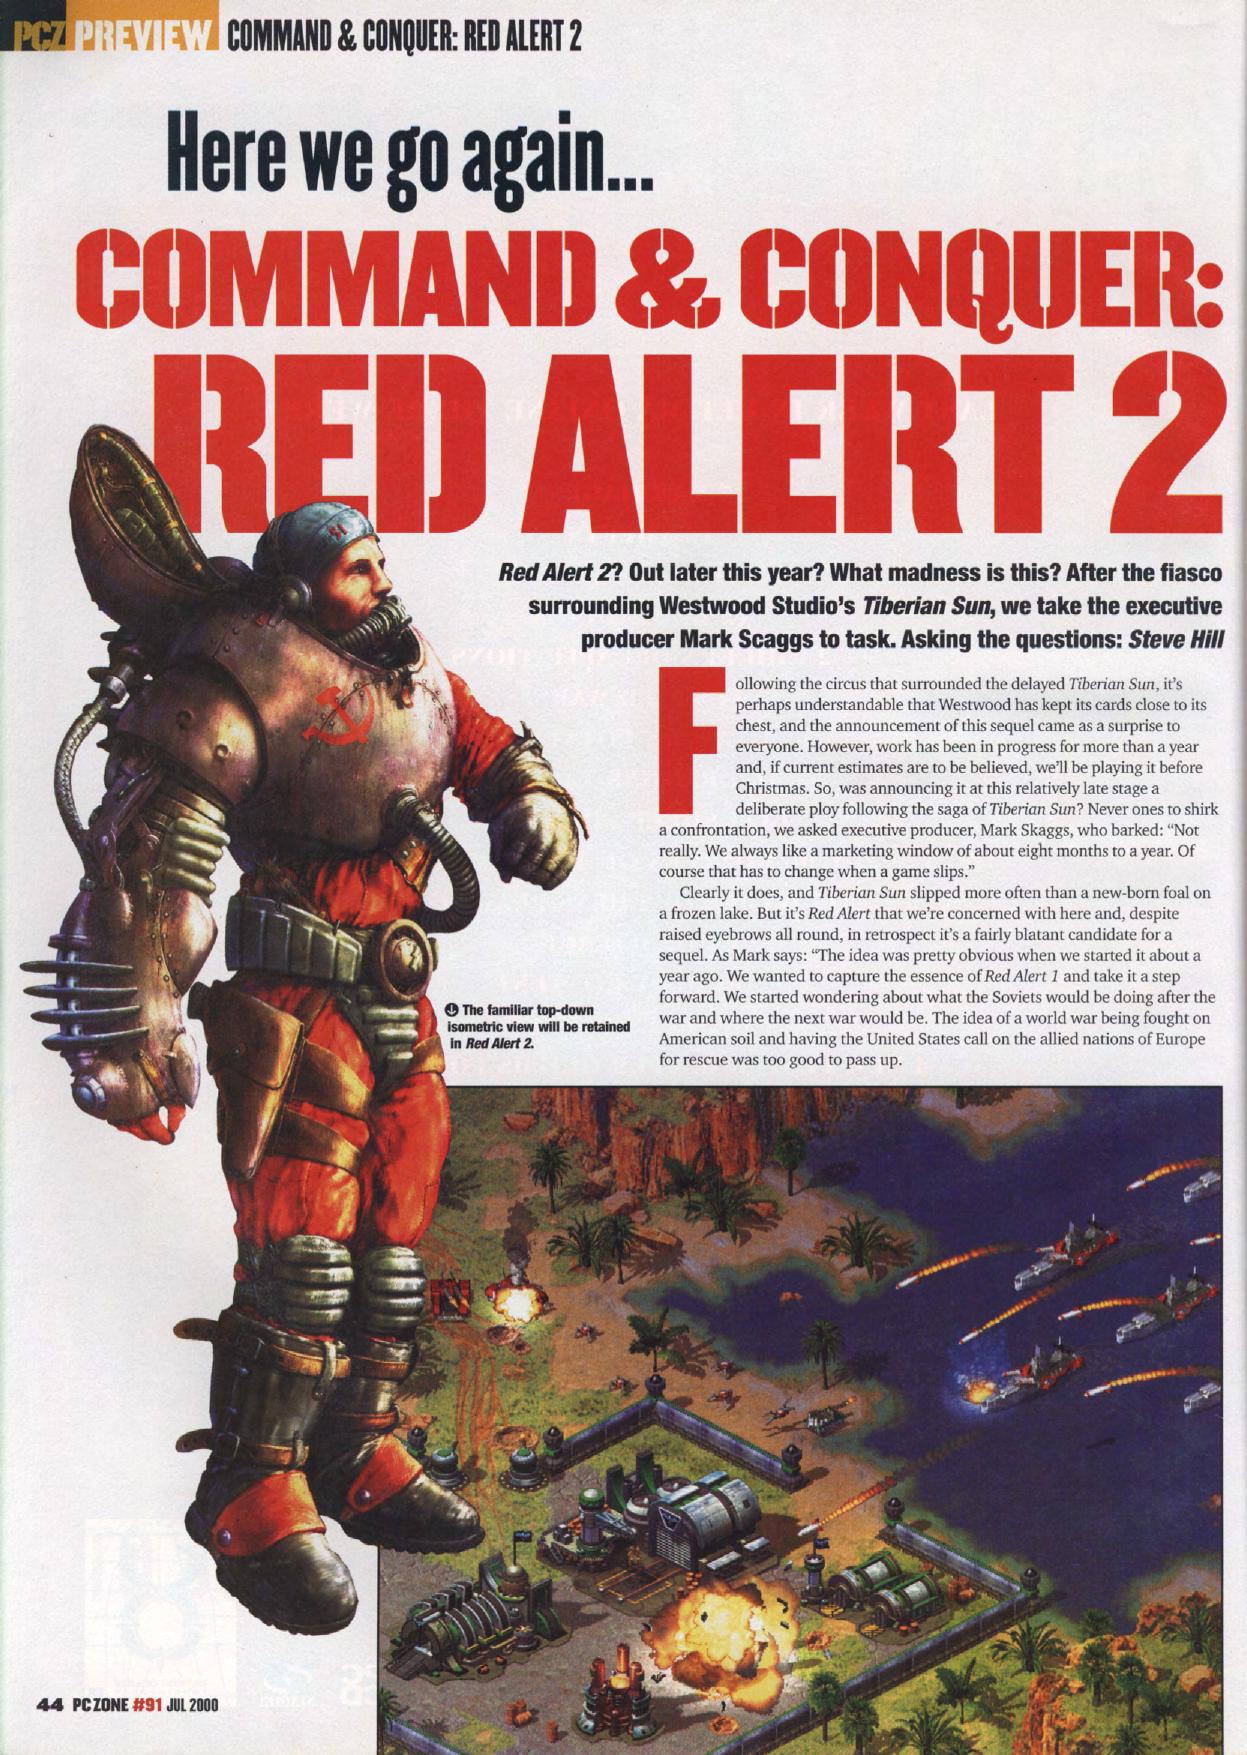 PCZ PREVIEW COMMAND & CONQUER: RED ALERT 2
Here we go again...
COMMAND & CONQUER:
RED ALERT 2
Red Alert 2? Out later this year? What madness is this? After the fiasco
surrounding Westwood Studio's Tiberian Sun, we take the executive
producer Mark Scaggs to task. Asking the questions: Steve Hill
Following the circus that surrounded the delayed Tiberian Sun, it's
perhaps understandable that Westwood has kept its cards close to its
chest, and the announcement of this sequel came as a surprise to
everyone. However, work has been in progress for more than a year
and, if current estimates are to be believed, we'll be playing it before
Christmas. So, was announcing it at this relatively late stage a
deliberate ploy following the saga of Tiberian Sun? Never ones to shirk
a confrontation, we asked executive producer, Mark Skaggs, who barked: “Not
really. We always like a marketing window of about eight months to a year. Of
course that has to change when a game slips.”
Clearly it does, and Tiberian Sun slipped more often than a new-born foal on
a frozen lake. But it's Red Alert that we're concerned with here and, despite
raised eyebrows all round, in retrospect it's a fairly blatant candidate for a
sequel. As Mark says: “The idea was pretty obvious when we started it about a
year ago. We wanted to capture the essence of Red Alert 1 and take it a step
forward. We started wondering about what the Soviets would be doing after the
war and where the next war would be. The idea of a world war being fought on
American soil and having the United States call on the allied nations of Europe
for rescue was too good to pass up.
The familiar top-down
isometric view will be retained
in Red Alert 2.
44 PC ZONE #91 JUL 2000